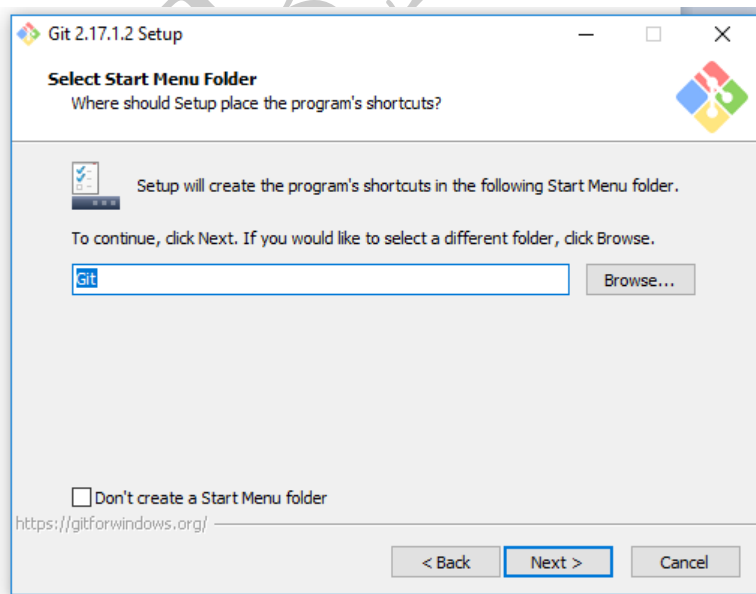 Git 2.17.1.2 Setup
Select Start Menu Folder
Where should Setup place the program's shortcuts?
Setup will create the program's shortcuts in the following Start Menu folder.
To continue, click Next. If you would like to select a different folder, click Browse.
Git
Browse...
Don't create a Start Menu folder
https://gitforwindows.org/
< Back
Next >
Cancel